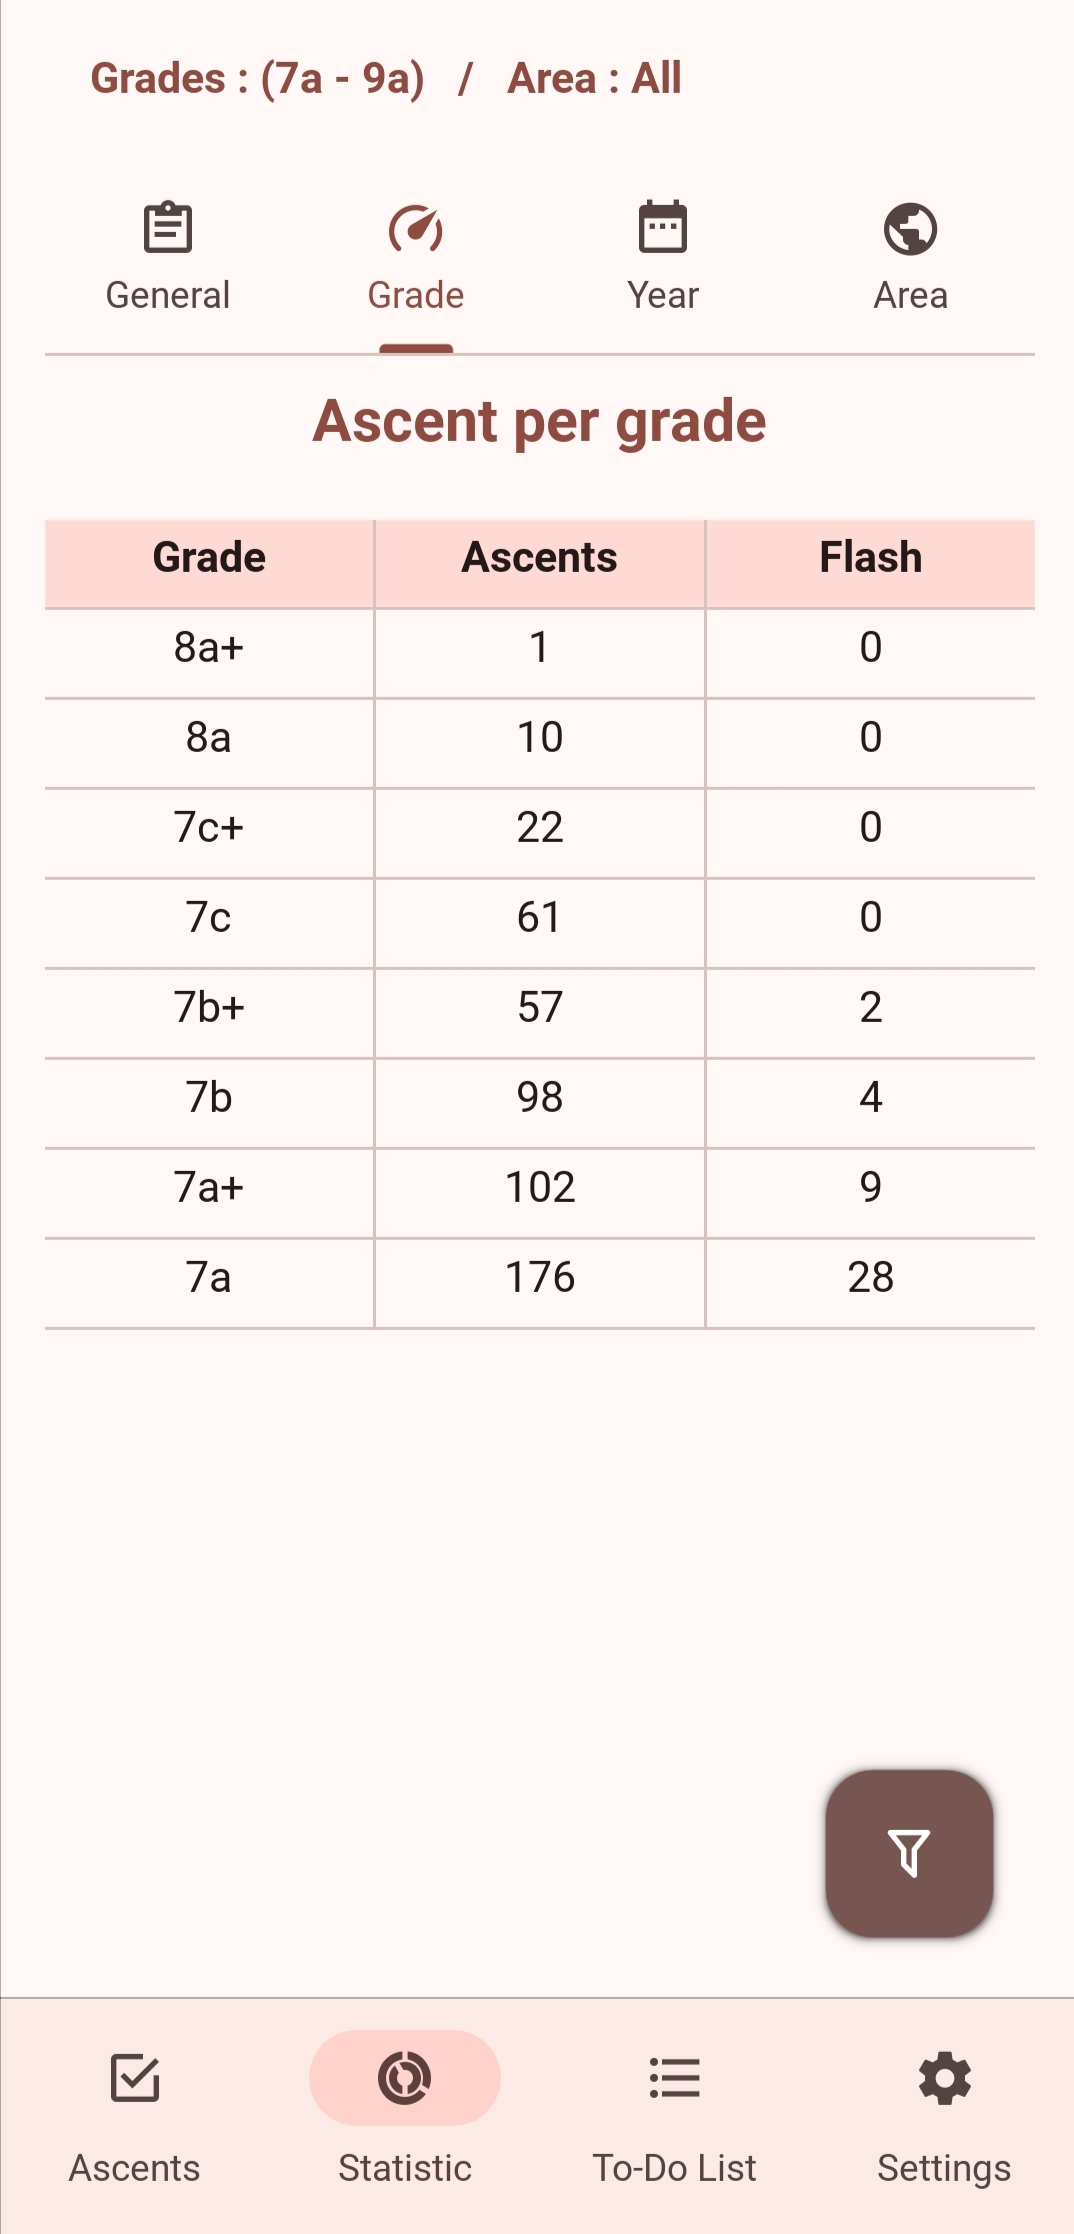 Grades : (7a - 9a) / Area : All
General Grade Year Area
Ascent per grade
Grade Ascents Flash
8a+ 1 0
8a 10 0
7c+ 22 0
7c 61 0
7b+ 57 2
7b 98 4
7a+ 102 9
7a 176 28
Ascents Statistic To-Do List Settings